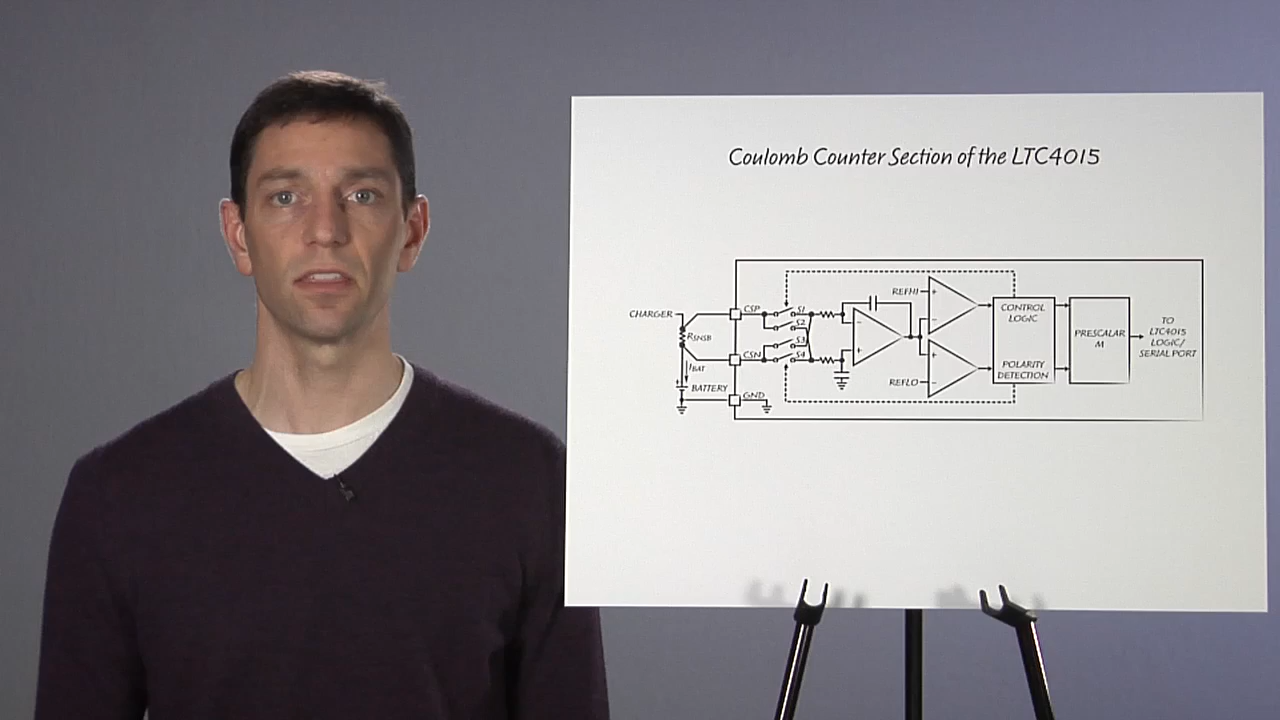 Coulomb Counter Section of the LTC4015
CHARGER
RSNSB
IBAT
BATTERY
CSP
CSN
GND
S1
S2
S3
S4
-
+
REFHI
+
-
+
REFLO
-
CONTROL
LOGIC
POLARITY
DETECTION
PRESCALAR
M
TO
LTC4015
LOGIC/
SERIAL PORT